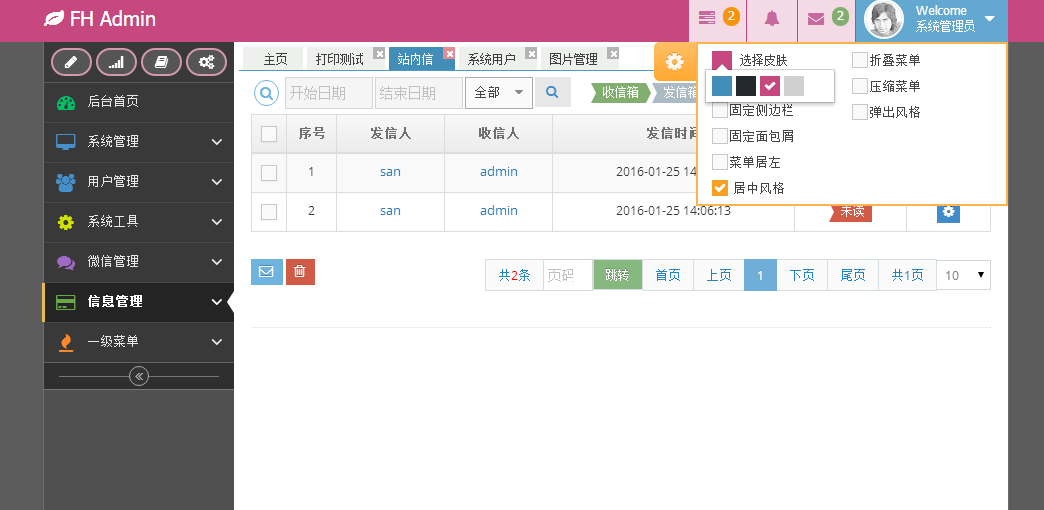 FH Admin
2
2
Welcome
系统管理员
后台首页
系统管理
用户管理
系统工具
微信管理
信息管理
一级菜单
主页
打印测试
站内信
系统用户
图片管理
开始日期
结束日期
全部
收信箱
发信箱
序号
发信人
收信人
发信时间
1
san
admin
2016-01-25 14
2
san
admin
2016-01-25 14:06:13
未读
选择皮肤
固定侧边栏
固定面包屑
菜单居左
居中风格
折叠菜单
压缩菜单
弹出风格
共2条
页码
跳转
首页
上页
1
下页
尾页
共1页
10